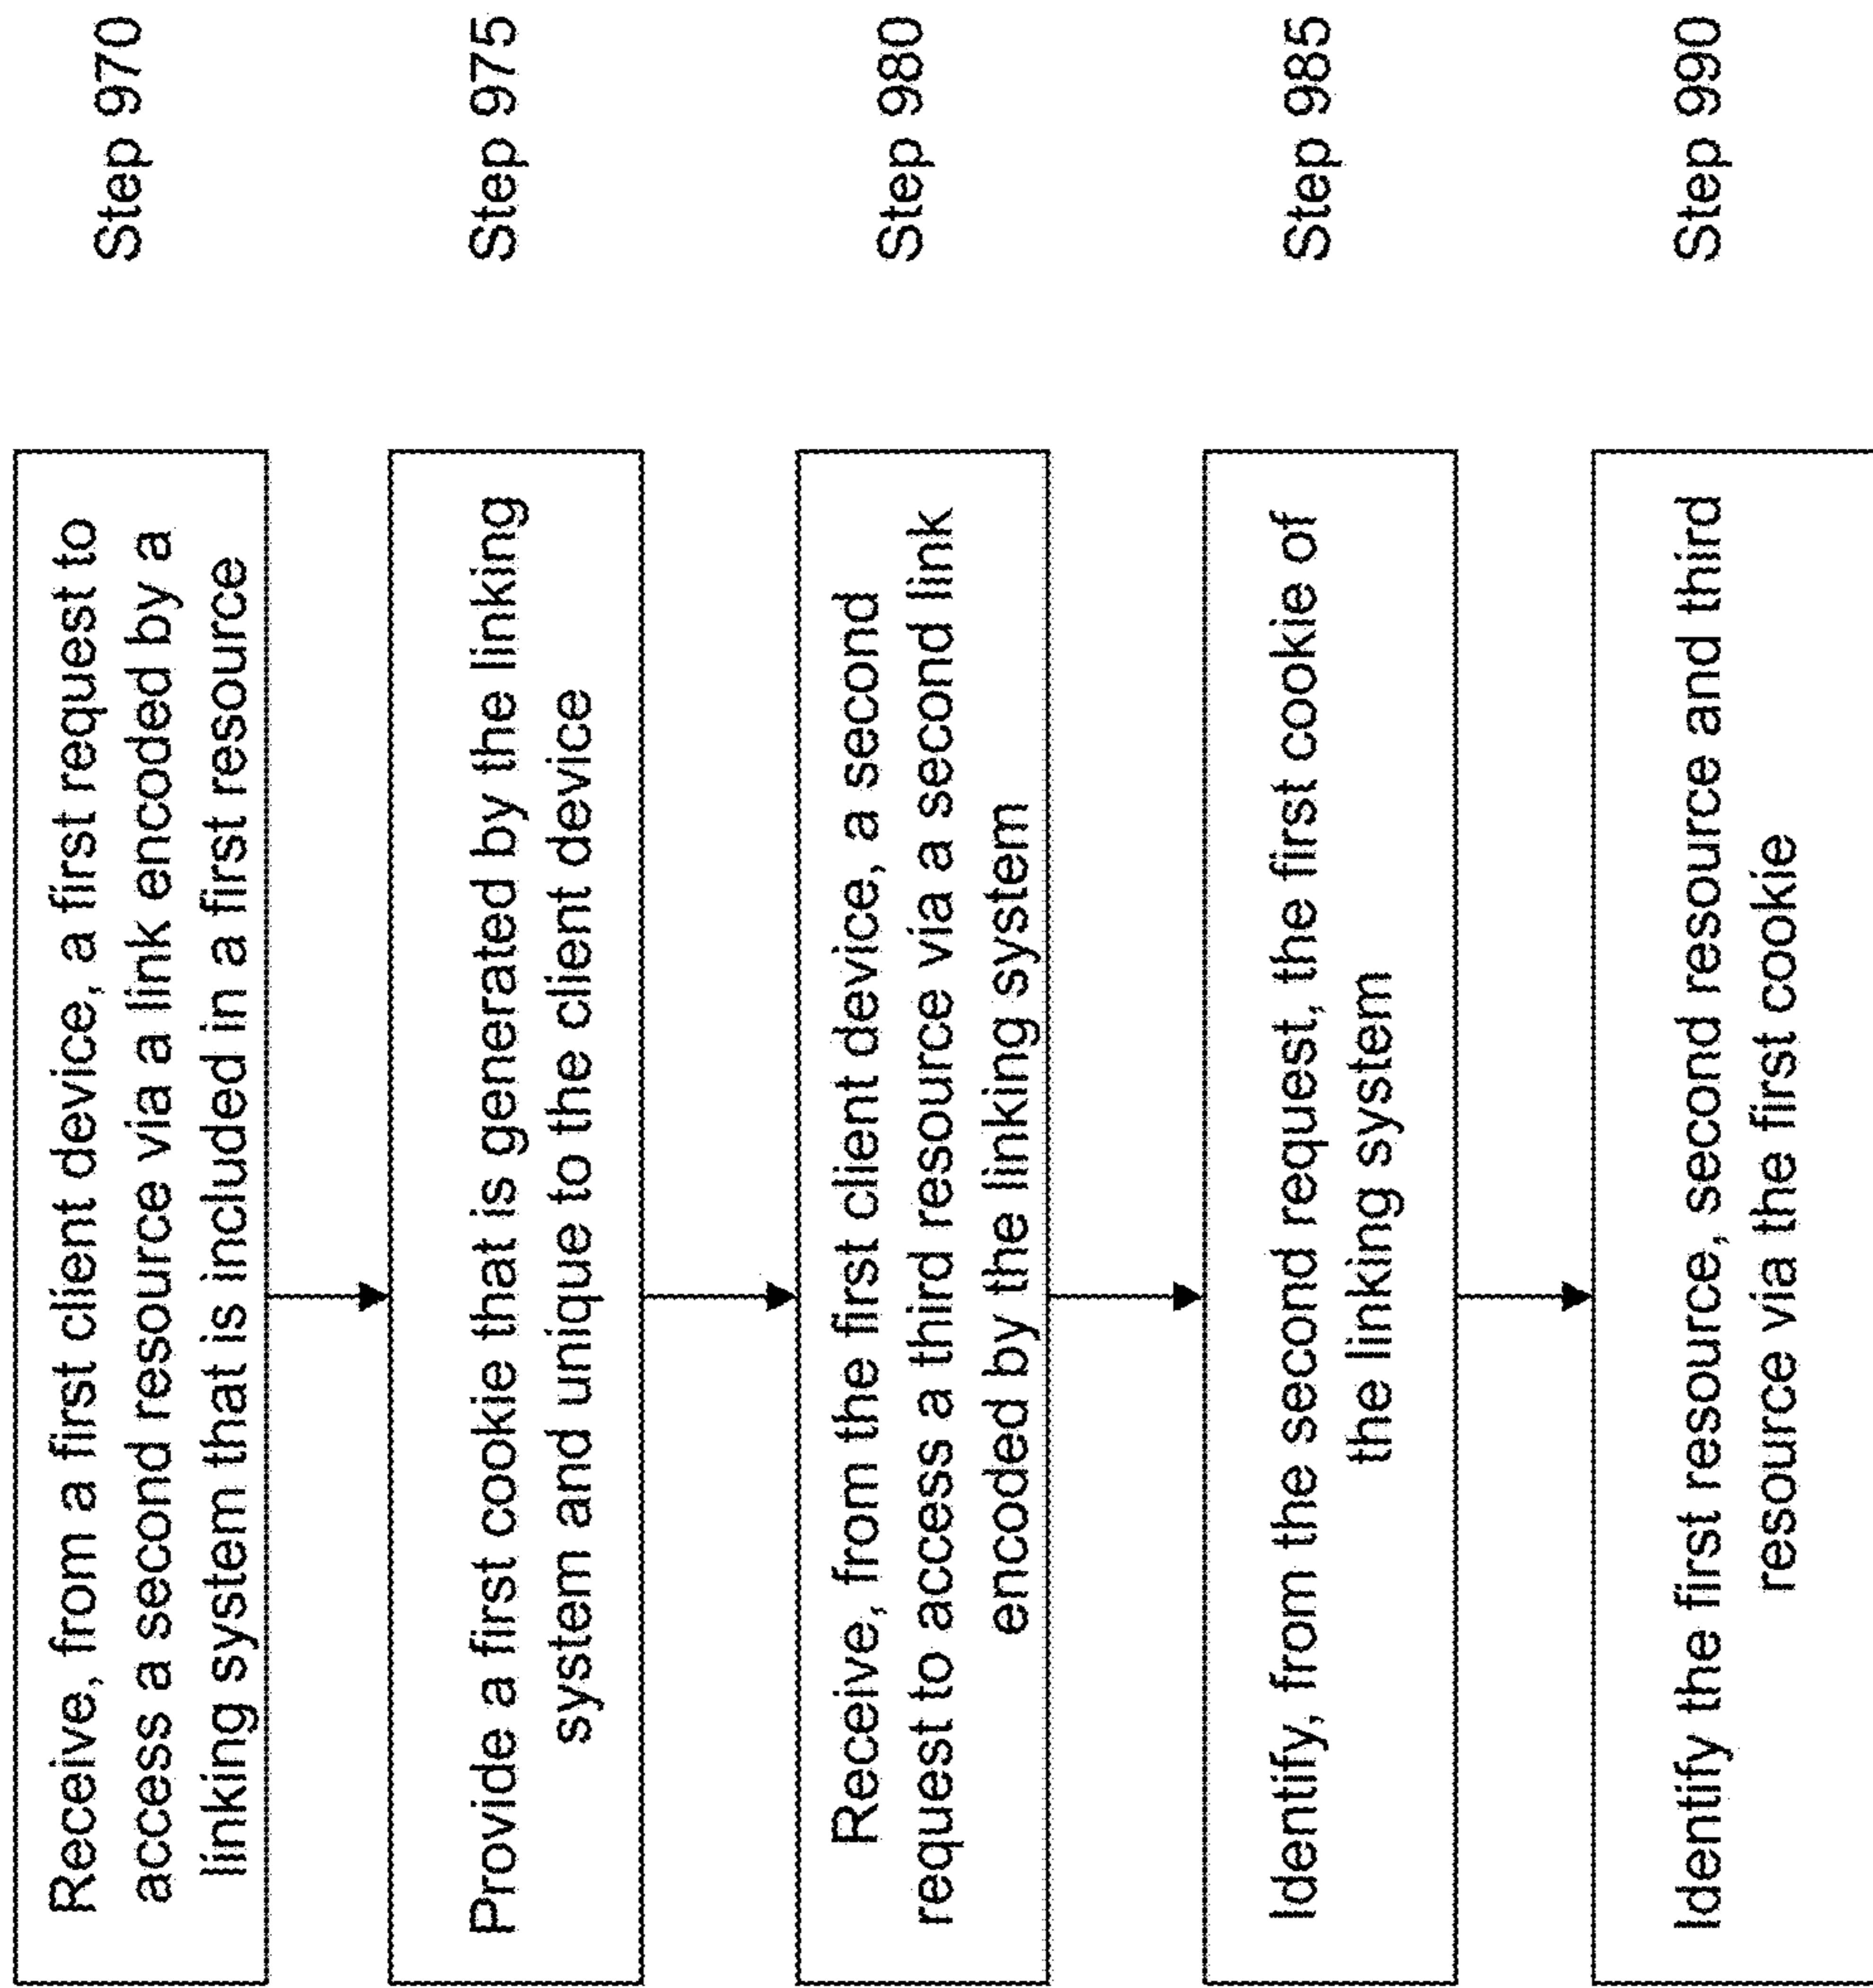 Receive, from a first client device, a first request to
access a second resource via a link encoded by a
linking system that is included in a first resource
Step 970
Provide a first cookie that is generated by the linking
system and unique to the client device
Step 975
Receive, from the first client device, a second
request to access a third resource via a second link
encoded by the linking system
Step 980
Identify, from the second request, the first cookie of
the linking system
Step 985
Identify the first resource, second resource and third
resource via the first cookie
Step 990